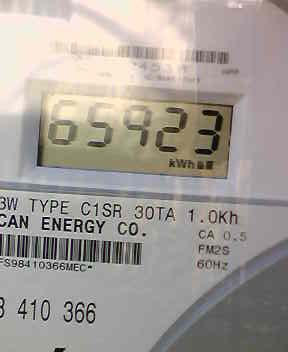 65923
kWh
3W TYPE C1SR 30TA 1.0Kh
CAN ENERGY CO.
CA 0.5
FM2S
60Hz
FS98410366MEC*
410 366